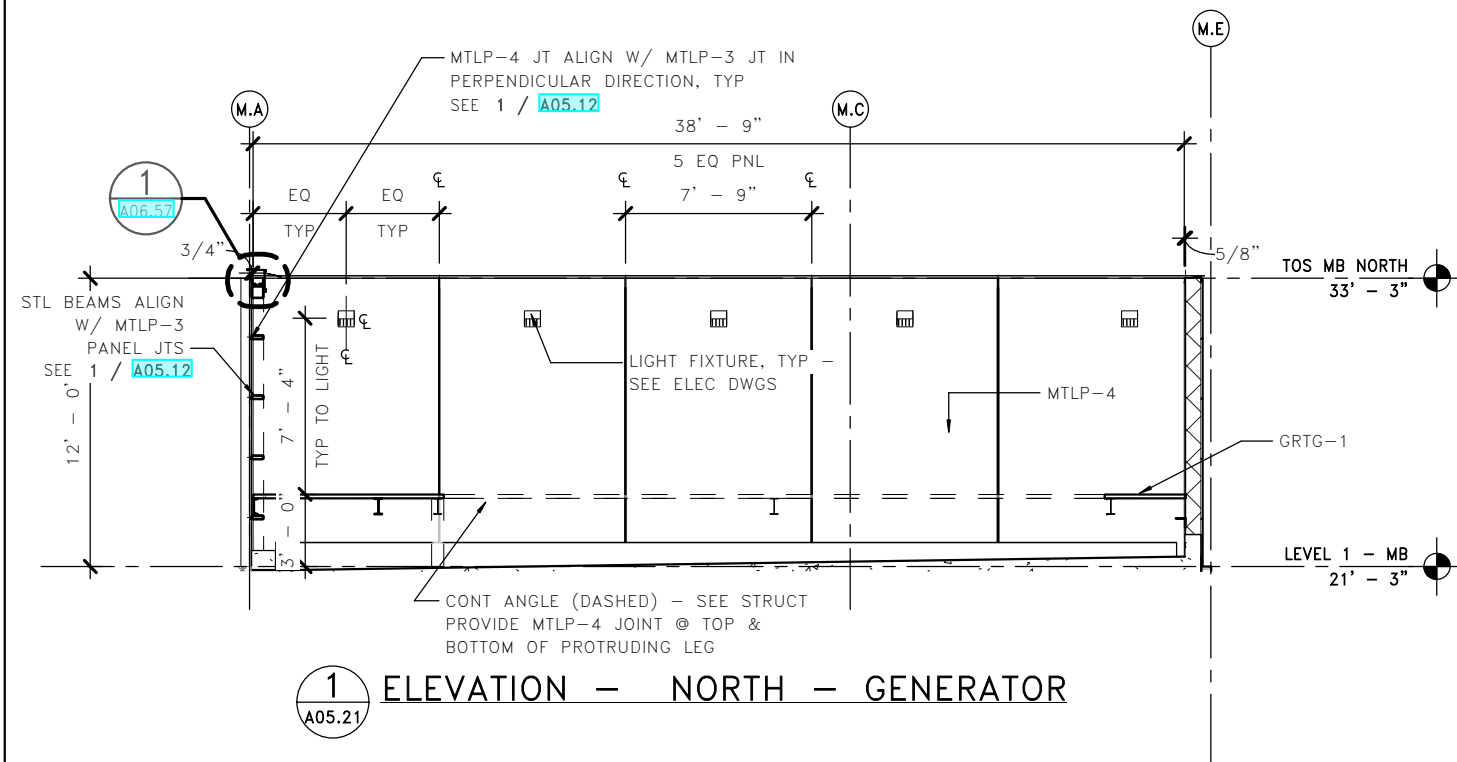 M.E
MTLP-4 JT ALIGN W/ MTLP-3 JT IN
PERPENDICULAR DIRECTION, TYP
SEE 1 / A05.12
M.A
M.C
38' - 9"
5 EQ PNL
7' - 9"
1
A06.57
EQ
TYP
EQ
TYP
℄
℄
℄
3/4"
5/8"
TOS MB NORTH
33' - 3"
STL BEAMS ALIGN
W/ MTLP-3
PANEL JTS
SEE 1 / A05.12
12' - 0"
℄
℄
7' - 4"
TYP TO LIGHT
3' - 0"
LIGHT FIXTURE, TYP -
SEE ELEC DWGS
MTLP-4
GRTG-1
LEVEL 1 - MB
21' - 3"
CONT ANGLE (DASHED) - SEE STRUCT
PROVIDE MTLP-4 JOINT @ TOP &
BOTTOM OF PROTRUDING LEG
1
A05.21
ELEVATION - NORTH - GENERATOR